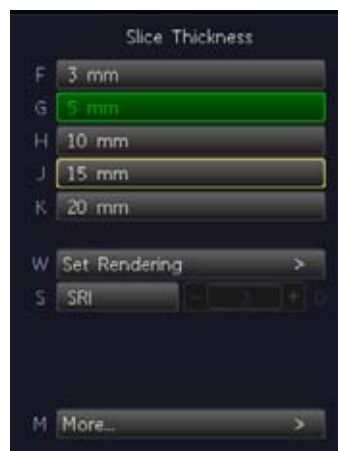 Slice Thickness
F 3 mm
G 5 mm
H 10 mm
J 15 mm
K 20 mm
W Set Rendering >
S SRI - + D
M More... >